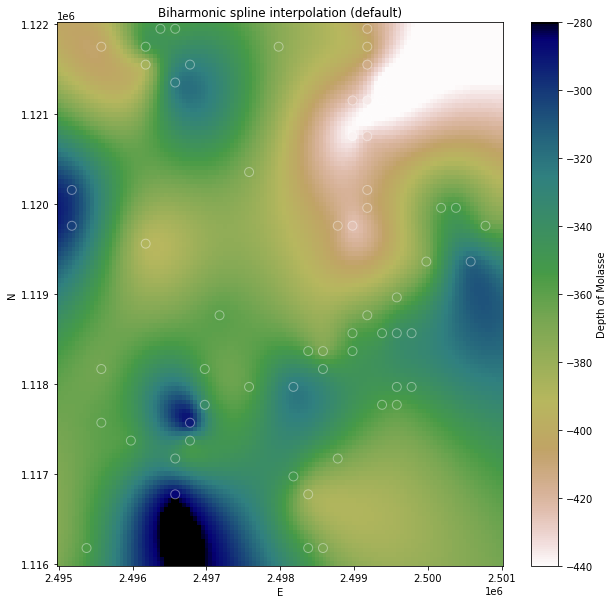 Biharmonic spline interpolation (default)
1e6
1.122
1.121
1.120
1.119
1.118
1.117
1.116
N
2.495 2.496 2.497 2.498 2.499 2.500 2.501
E
1e6
−280
−300
−320
−340
−360
−380
−400
−420
−440
Depth of Molasse